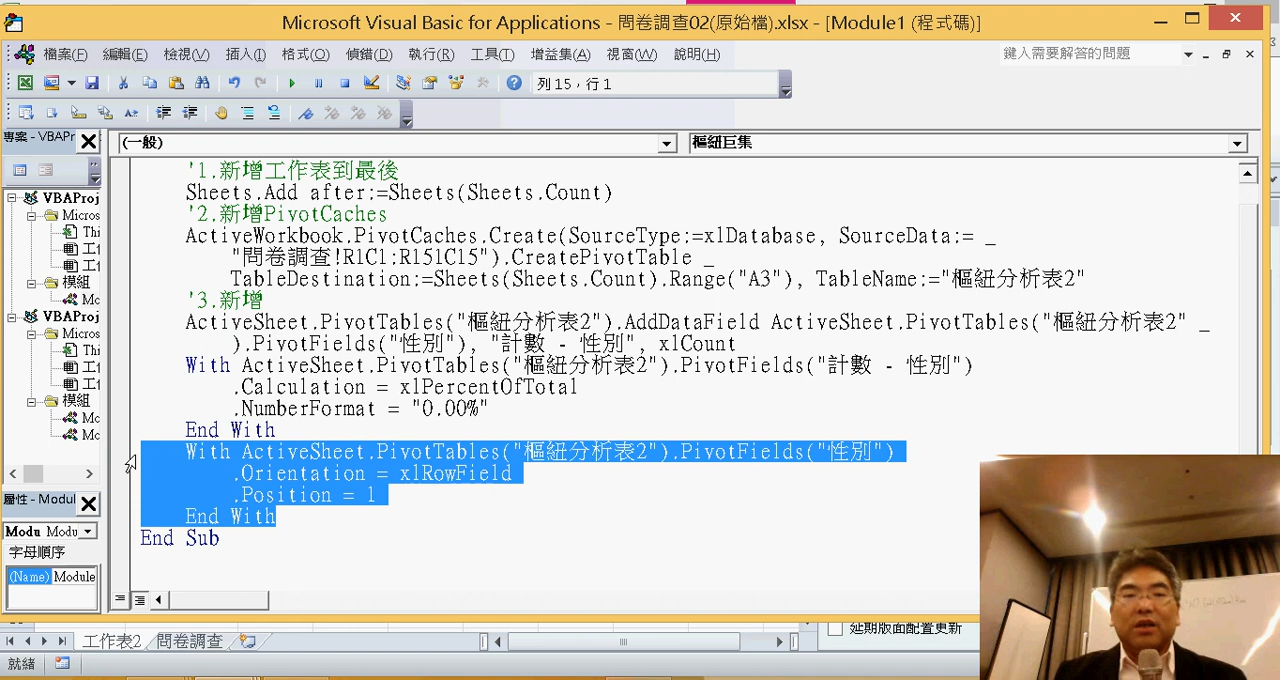 Microsoft Visual Basic for Applications - 問卷調查02(原始檔).xlsx - [Module1 (程式碼)]
檔案(F) 編輯(E) 檢視(V) 插入(I) 格式(O) 偵錯(D) 執行(R) 工具(T) 增益集(A) 視窗(W) 說明(H) 鍵入需要解答的問題
列 15，行 1
專案 - VBAPr
(一般) 樞紐巨集
'1.新增工作表到最後
Sheets.Add after:=Sheets(Sheets.Count)
'2.新增PivotCaches
ActiveWorkbook.PivotCaches.Create(SourceType:=xlDatabase, SourceData:= _
"問卷調查!R1C1:R151C15").CreatePivotTable _
TableDestination:=Sheets(Sheets.Count).Range("A3"), TableName:="樞紐分析表2"
'3.新增
ActiveSheet.PivotTables("樞紐分析表2").AddDataField ActiveSheet.PivotTables("樞紐分析表2" _
).PivotFields("性別"), "計數 - 性別", xlCount
With ActiveSheet.PivotTables("樞紐分析表2").PivotFields("計數 - 性別")
.Calculation = xlPercentOfTotal
.NumberFormat = "0.00%"
End With
With ActiveSheet.PivotTables("樞紐分析表2").PivotFields("性別")
.Orientation = xlRowField
.Position = 1
End With
End Sub
VBAProj
Micros
Thi
工
工
模組
Mo
VBAProj
Micros
Thi
工
工
模組
Mo
Mo
屬性 - Modul
Modu Modu
字母順序
(Name) Module
工作表2 問卷調查
延期版面配置更新
就緒